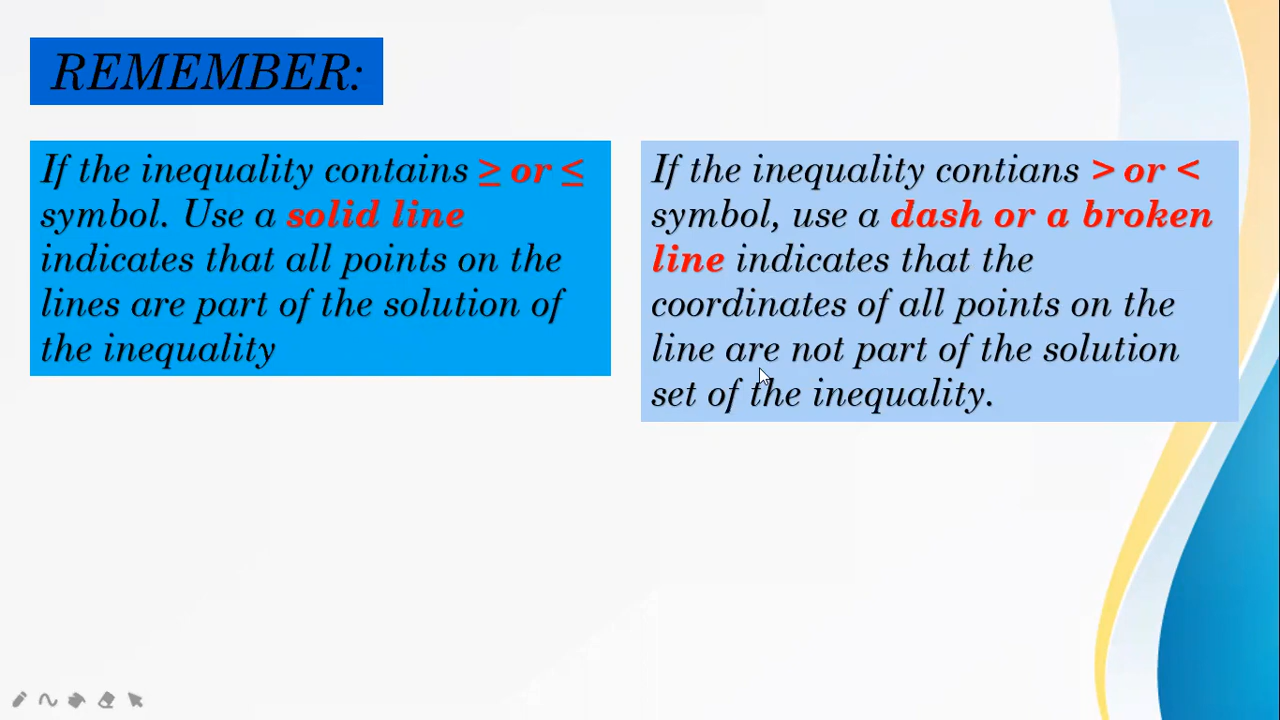 REMEMBER:
If the inequality contains ≥ or ≤
symbol. Use a solid line
indicates that all points on the
lines are part of the solution of
the inequality
If the inequality contians > or <
symbol, use a dash or a broken
line indicates that the
coordinates of all points on the
line are not part of the solution
set of the inequality.